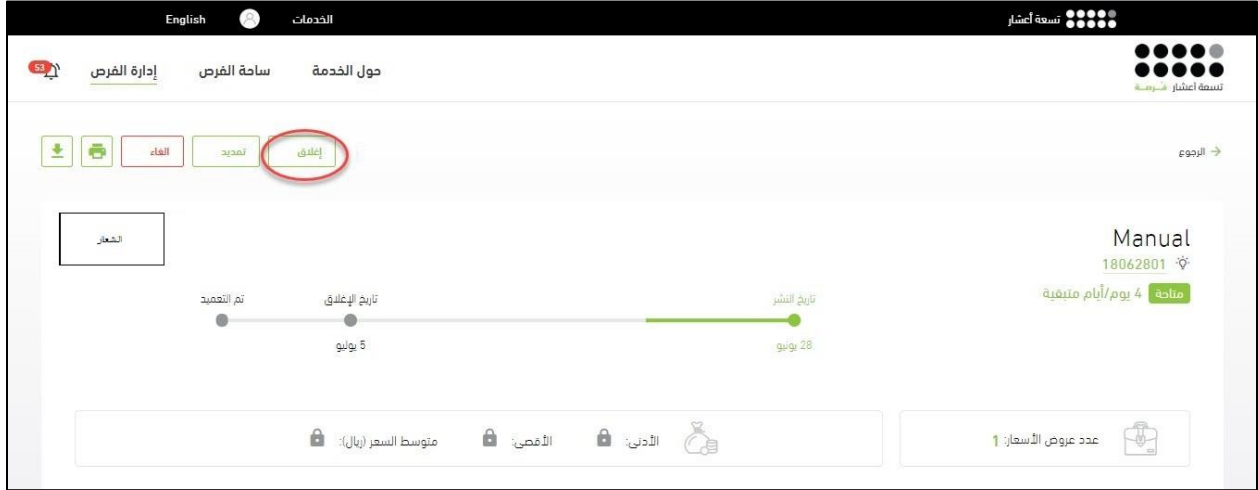 تسعة أعشار
الخدمات
English
تسعة أعشار فـرصـة
حول الخدمة
ساحة الفرص
إدارة الفرص
53
الرجوع
إغلاق
تمديد
الغاء
Manual
18062801
متاحة 4 يوم/أيام متبقية
الشعار
تاريخ النشر
تاريخ الإغلاق
تم التعميد
28 يونيو
5 يوليو
عدد عروض الأسعار: 1
الأدنى:
الأقصى:
متوسط السعر (ريال):